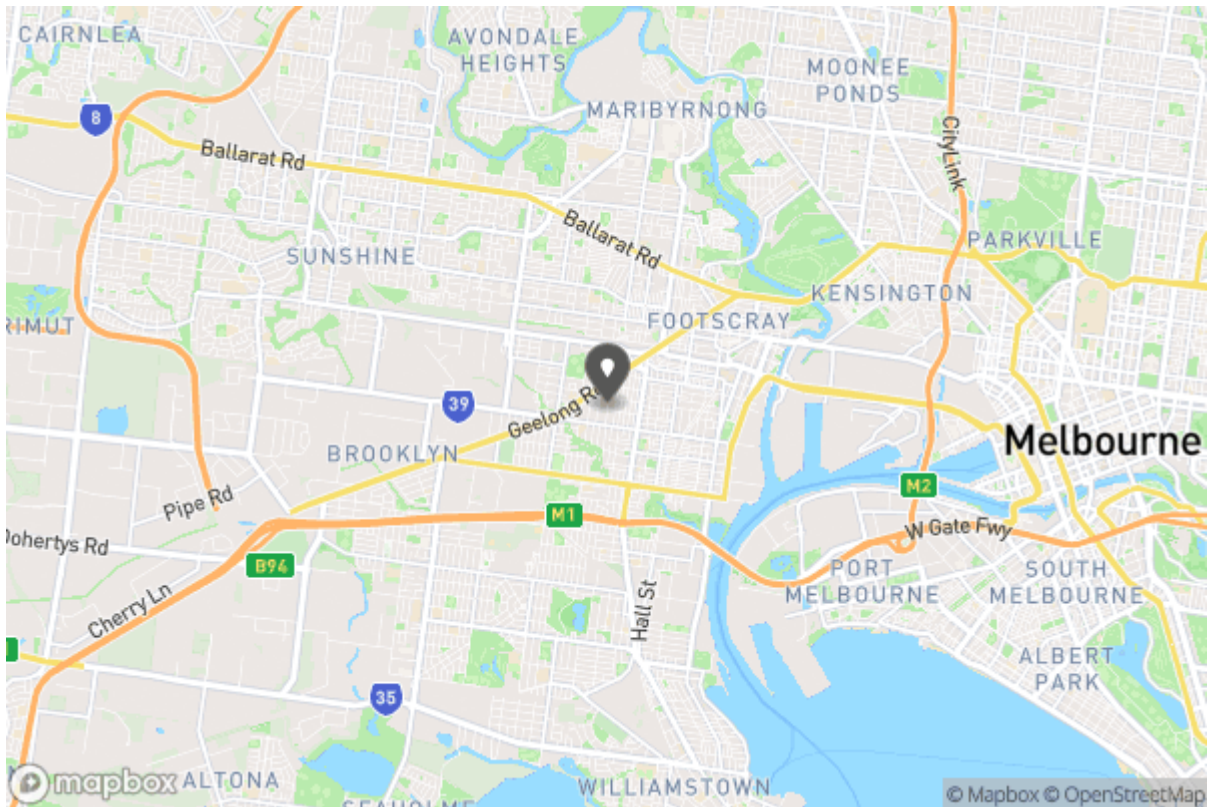 CAIRNLEA
AVONDALE
HEIGHTS
MOONEE
PONDS
MARIBYRNONG
8
CityLink
Ballarat Rd
Ballarat Rd
PARKVILLE
SUNSHINE
KENSINGTON
FOOTSCRAY
RIMUT
39
Geelong Rd
BROOKLYN
Melbourne
M2
Pipe Rd
M1
W Gate Fwy
Dohertys Rd
B94
PORT
MELBOURNE
SOUTH
MELBOURNE
Cherry Ln
Hall St
ALBERT
PARK
35
mapbox
ALTONA
WILLIAMSTOWN
SEAHOLME
© Mapbox © OpenStreetMap